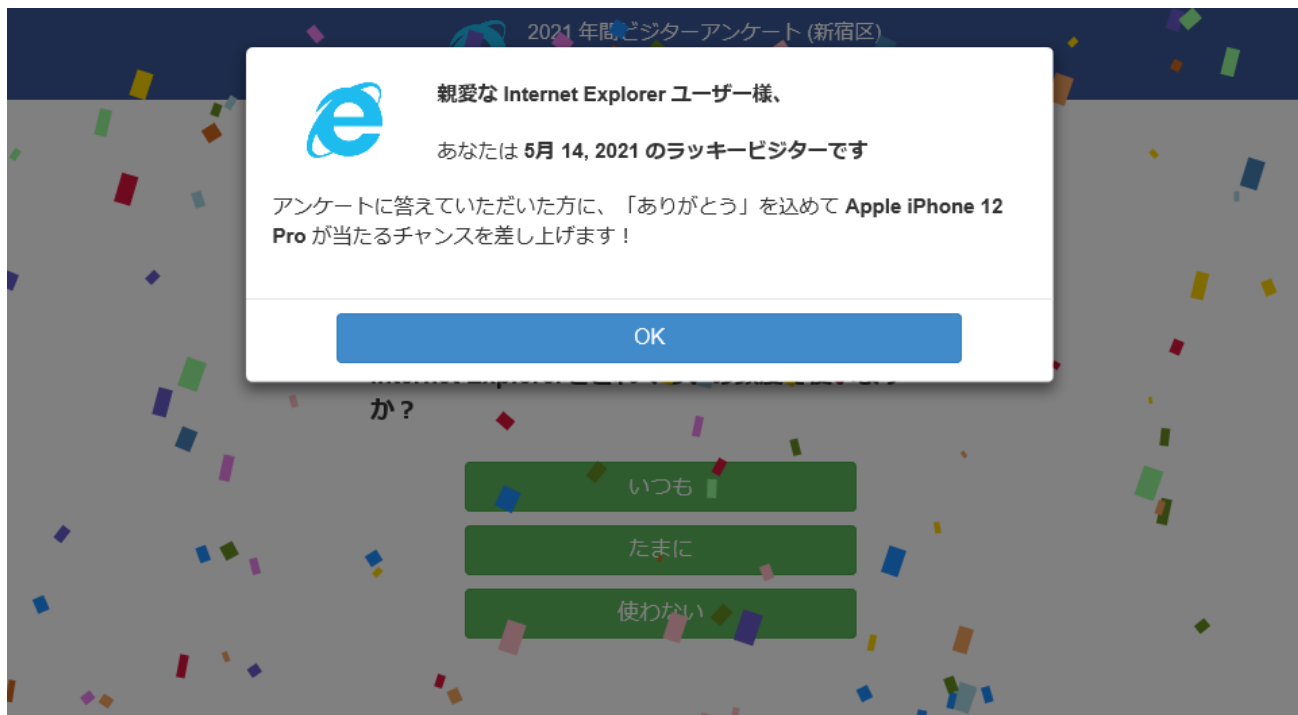 2021 年間ビジターアンケート (新宿区)
親愛な Internet Explorer ユーザー様、
あなたは 5月 14, 2021 のラッキービジターです
アンケートに答えていただいた方に、「ありがとう」を込めて Apple iPhone 12
Pro が当たるチャンスを差し上げます！
OK
Internet Explorer
か？
いつも
たまに
使わない